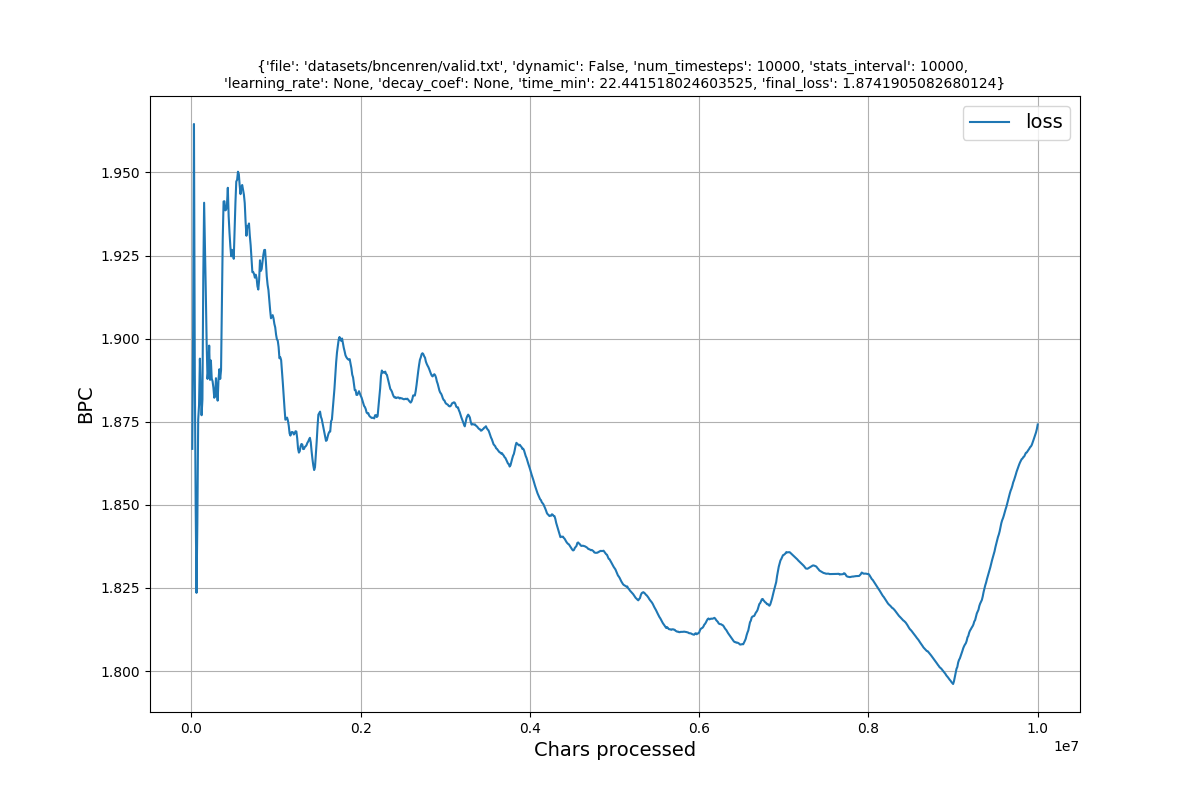 {'file': 'datasets/bncenren/valid.txt', 'dynamic': False, 'num_timesteps': 10000, 'stats_interval': 10000,
'learning_rate': None, 'decay_coef': None, 'time_min': 22.441518024603525, 'final_loss': 1.8741905082680124}
loss
1.950
1.925
1.900
1.875
1.850
1.825
1.800
BPC
0.0 0.2 0.4 0.6 0.8 1.0
1e7
Chars processed